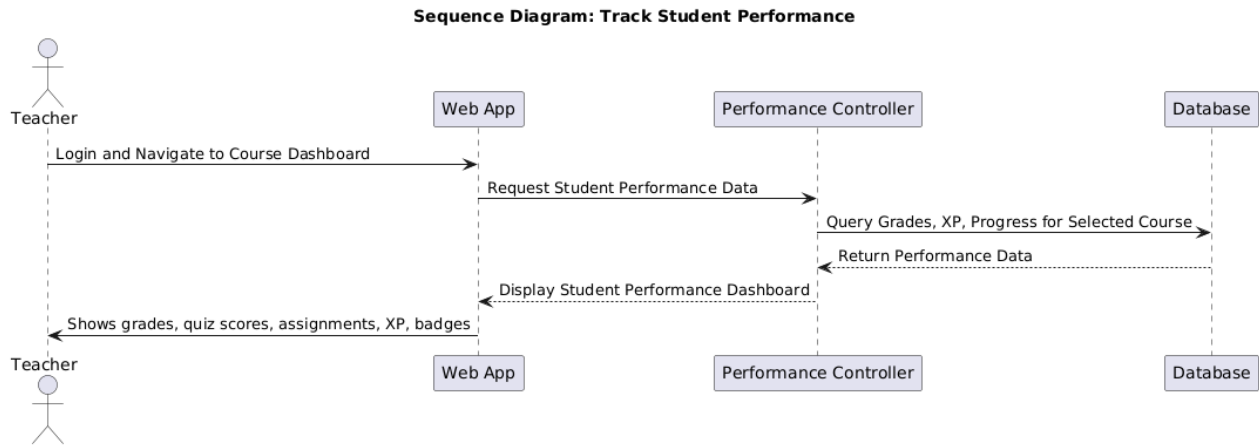 Sequence Diagram: Track Student Performance
Teacher
Web App
Performance Controller
Database
Login and Navigate to Course Dashboard
Request Student Performance Data
Query Grades, XP, Progress for Selected Course
Return Performance Data
Display Student Performance Dashboard
Shows grades, quiz scores, assignments, XP, badges
Teacher
Web App
Performance Controller
Database